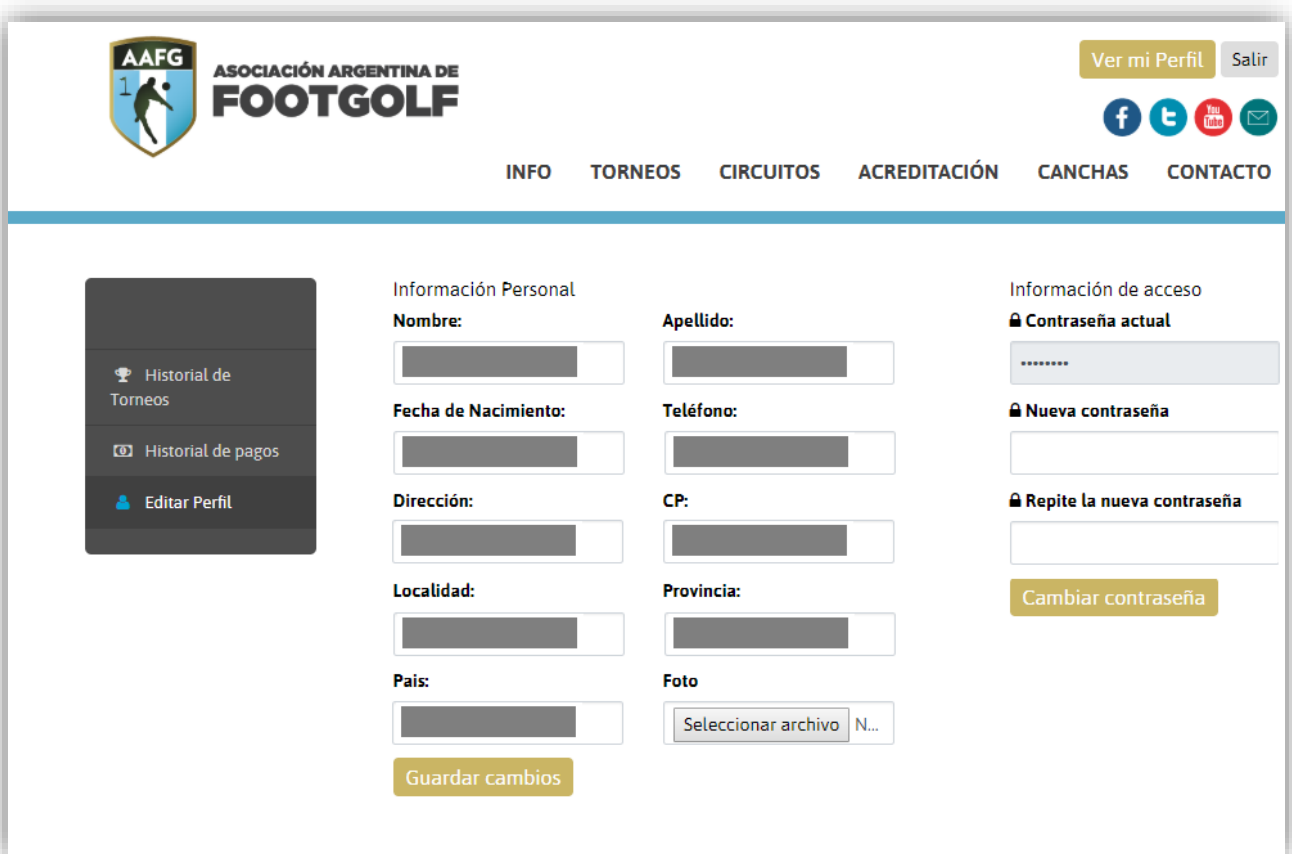 AAFG
1
ASOCIACIÓN ARGENTINA DE
FOOTGOLF
Ver mi Perfil
Salir
You
Tube
INFO
TORNEOS
CIRCUITOS
ACREDITACIÓN
CANCHAS
CONTACTO
Historial de
Torneos
Historial de pagos
Editar Perfil
Información Personal
Nombre:
Apellido:
Fecha de Nacimiento:
Teléfono:
Dirección:
CP:
Localidad:
Provincia:
Pais:
Foto
Seleccionar archivo N...
Guardar cambios
Información de acceso
Contraseña actual
••••••••
Nueva contraseña
Repite la nueva contraseña
Cambiar contraseña